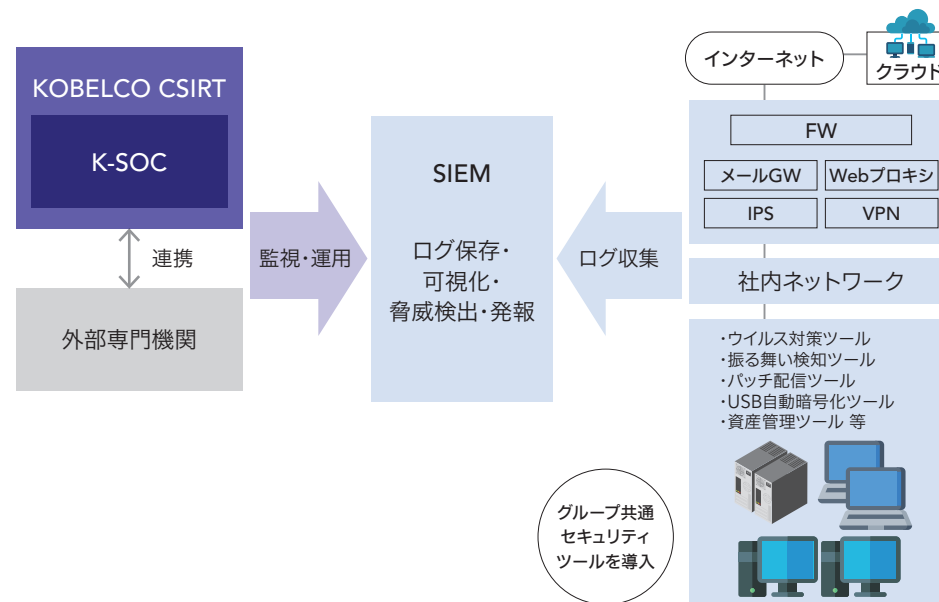 KOBELCO CSIRT
K-SOC
連携
外部専門機関
監視・運用
SIEM
ログ保存・
可視化・
脅威検出・発報
ログ収集
インターネット
クラウド
FW
メールGW
Webプロキシ
IPS
VPN
社内ネットワーク
・ウイルス対策ツール
・振る舞い検知ツール
・パッチ配信ツール
・USB自動暗号化ツール
・資産管理ツール 等
グループ共通
セキュリティ
ツールを導入